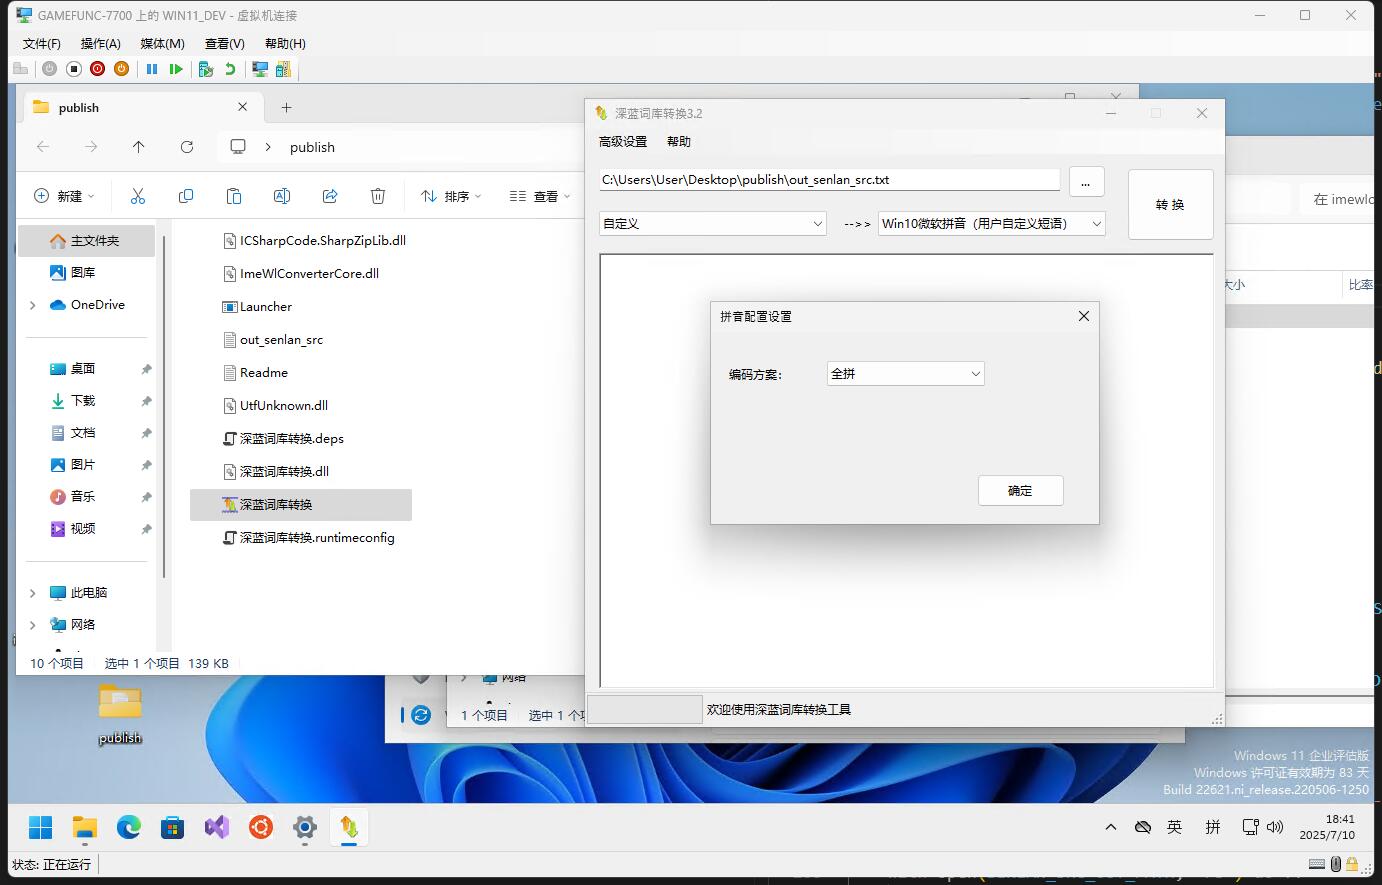 GAMEFUNC-7700 上的 WIN11_DEV - 虚拟机连接
文件(F) 操作(A) 媒体(M) 查看(V) 帮助(H)
publish
publish
新建 排序 查看
主文件夹
图库
OneDrive
桌面
下载
文档
图片
音乐
视频
此电脑
网络
ICSharpCode.SharpZipLib.dll
ImeWlConverterCore.dll
Launcher
out_senlan_src
Readme
UtfUnknown.dll
深蓝词库转换.deps
深蓝词库转换.dll
深蓝词库转换
深蓝词库转换.runtimeconfig
10 个项目 选中 1 个项目 139 KB
深蓝词库转换3.2
高级设置 帮助
C:\Users\User\Desktop\publish\out_senlan_src.txt
...
转 换
自定义
-->>
Win10微软拼音（用户自定义短语）
拼音配置设置
编码方案：
全拼
确定
欢迎使用深蓝词库转换工具
在 imewlc
大小 比率
网络
1 个项目 选中 1 个项
publish
Windows 11 企业评估版
Windows 许可证有效期为 83 天
Build 22621.ni_release.220506-1250
英 拼
18:41
2025/7/10
状态: 正在运行